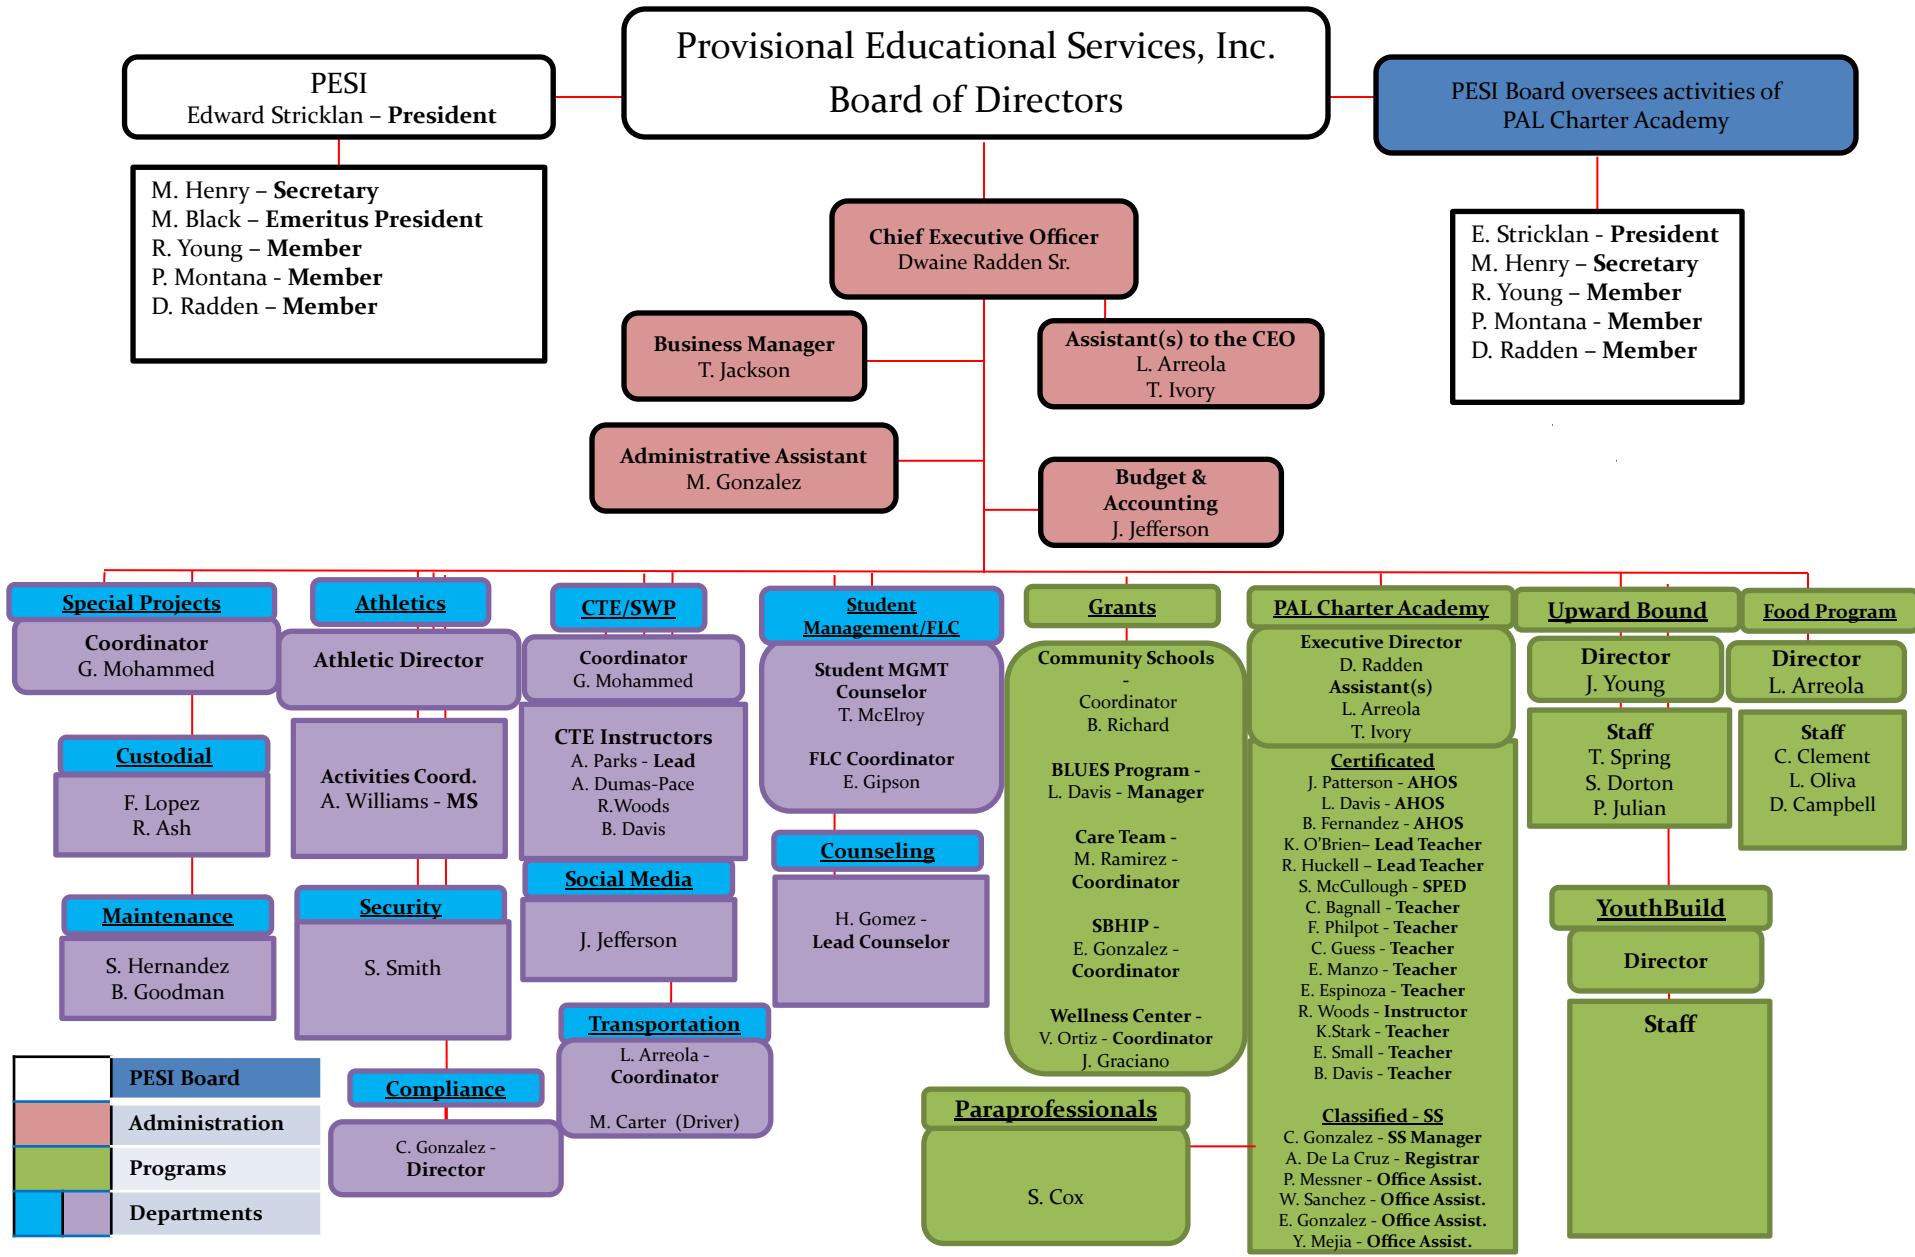 Provisional Educational Services, Inc.
Board of Directors
PESI
Edward Stricklan – President
PESI Board oversees activities of
PAL Charter Academy
M. Henry – Secretary
M. Black – Emeritus President
R. Young – Member
P. Montana - Member
D. Radden – Member
E. Stricklan - President
M. Henry – Secretary
R. Young – Member
P. Montana - Member
D. Radden – Member
Chief Executive Officer
Dwaine Radden Sr.
Business Manager
T. Jackson
Assistant(s) to the CEO
L. Arreola
T. Ivory
Administrative Assistant
M. Gonzalez
Budget &
Accounting
J. Jefferson
Special Projects
Coordinator
G. Mohammed
Custodial
F. Lopez
R. Ash
Maintenance
S. Hernandez
B. Goodman
Athletics
Athletic Director
Activities Coord.
A. Williams - MS
Security
S. Smith
Compliance
C. Gonzalez -
Director
CTE/SWP
Coordinator
G. Mohammed
CTE Instructors
A. Parks - Lead
A. Dumas-Pace
R.Woods
B. Davis
Social Media
J. Jefferson
Transportation
L. Arreola -
Coordinator
M. Carter (Driver)
Student
Management/FLC
Student MGMT
Counselor
T. McElroy
FLC Coordinator
E. Gipson
Counseling
H. Gomez -
Lead Counselor
Grants
Community Schools
-
Coordinator
B. Richard
BLUES Program -
L. Davis - Manager
Care Team -
M. Ramirez -
Coordinator
SBHIP -
E. Gonzalez -
Coordinator
Wellness Center -
V. Ortiz - Coordinator
J. Graciano
Paraprofessionals
S. Cox
PAL Charter Academy
Executive Director
D. Radden
Assistant(s)
L. Arreola
T. Ivory
Certificated
J. Patterson - AHOS
L. Davis - AHOS
B. Fernandez - AHOS
K. O'Brien– Lead Teacher
R. Huckell – Lead Teacher
S. McCullough - SPED
C. Bagnall - Teacher
F. Philpot - Teacher
C. Guess - Teacher
E. Manzo - Teacher
E. Espinoza - Teacher
R. Woods - Instructor
K.Stark - Teacher
E. Small - Teacher
B. Davis - Teacher
Classified - SS
C. Gonzalez - SS Manager
A. De La Cruz - Registrar
P. Messner - Office Assist.
W. Sanchez - Office Assist.
E. Gonzalez - Office Assist.
Y. Mejia - Office Assist.
Upward Bound
Director
J. Young
Staff
T. Spring
S. Dorton
P. Julian
YouthBuild
Director
Staff
Food Program
Director
L. Arreola
Staff
C. Clement
L. Oliva
D. Campbell
PESI Board
Administration
Programs
Departments